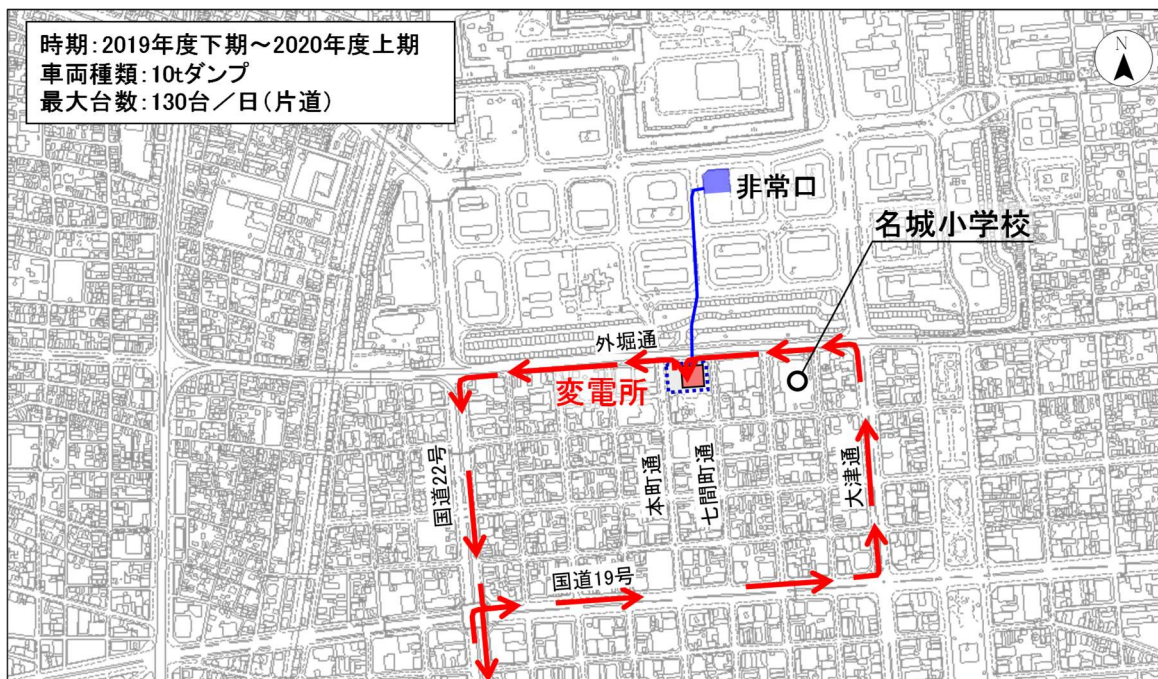 時期:2019年度下期～2020年度上期
車両種類:10tダンプ
最大台数:130台／日(片道)
N
非常口
名城小学校
外堀通
変電所
国道22号
本町通
七間町通
大津通
国道19号